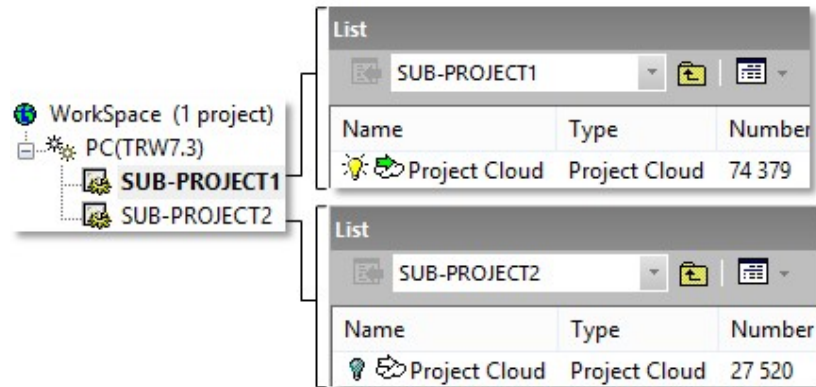 WorkSpace (1 project)
PC(TRW7.3)
SUB-PROJECT1
SUB-PROJECT2
List
SUB-PROJECT1
Name Type Number
Project Cloud Project Cloud 74 379
List
SUB-PROJECT2
Name Type Number
Project Cloud Project Cloud 27 520